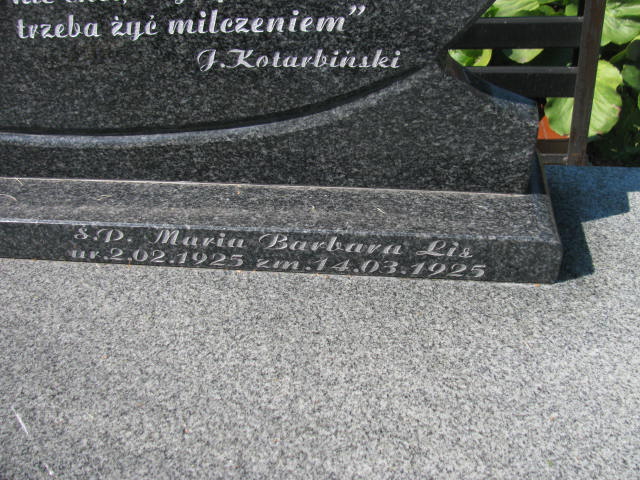 trzeba żyć milczeniem”
J.Kotarbiński
Ś.P. Maria Barbara Lis
ur.2.02.1925 zm.14.03.1925